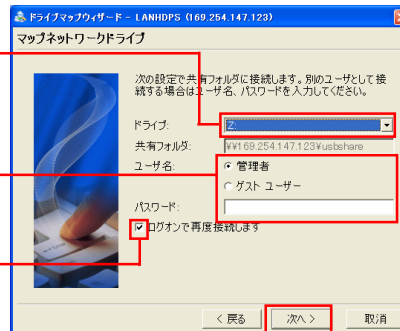 ドライブマップウィザード - LANHDPS (169.254.147.123)
マップネットワークドライブ
次の設定で共有フォルダに接続します。別のユーザとして接
続する場合はユーザ名、パスワードを入力してください。
ドライブ: Z:
共有フォルダ: ¥¥169.254.147.123¥usbshare
ユーザ名: 管理者
ゲスト ユーザー
パスワード:
ログオンで再度接続します
< 戻る 次へ > 取消